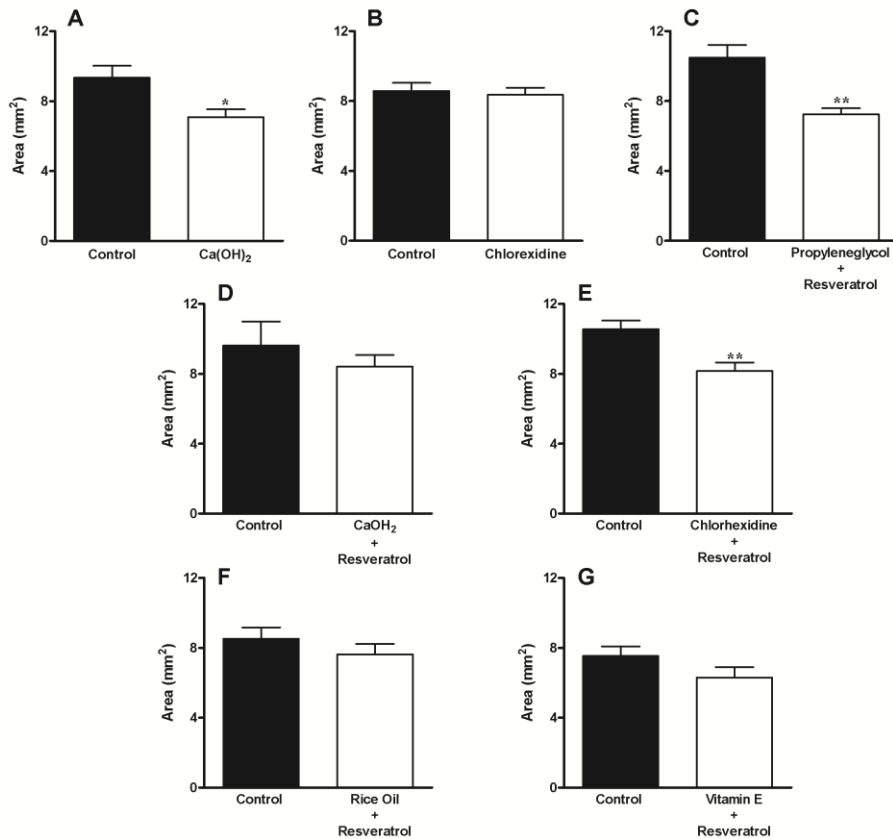 A
12
8
4
0
Area (mm²)
*
Control
Ca(OH)₂
B
12
8
4
0
Area (mm²)
Control
Chlorexidine
C
12
8
4
0
Area (mm²)
**
Control
Propyleneglycol
+
Resveratrol
D
12
8
4
0
Area (mm²)
Control
CaOH₂
+
Resveratrol
E
12
8
4
0
Area (mm²)
**
Control
Chlorhexidine
+
Resveratrol
F
12
8
4
0
Area (mm²)
Control
Rice Oil
+
Resveratrol
G
12
8
4
0
Area (mm²)
Control
Vitamin E
+
Resveratrol